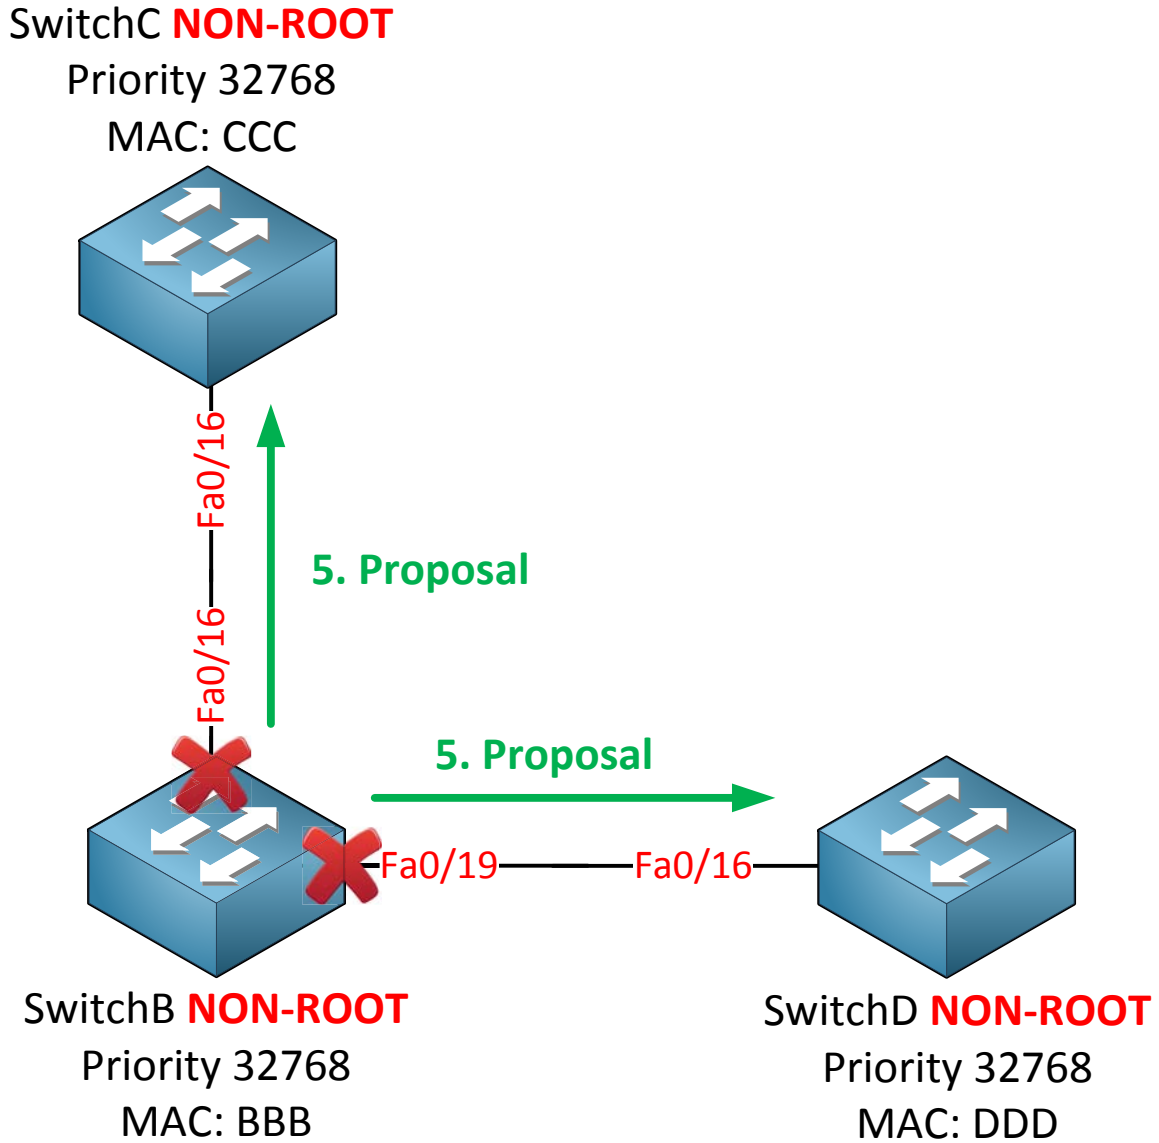 SwitchC NON-ROOT
Priority 32768
MAC: CCC
Fa0/16
5. Proposal
Fa0/16
5. Proposal
Fa0/19
Fa0/16
SwitchB NON-ROOT
Priority 32768
MAC: BBB
SwitchD NON-ROOT
Priority 32768
MAC: DDD